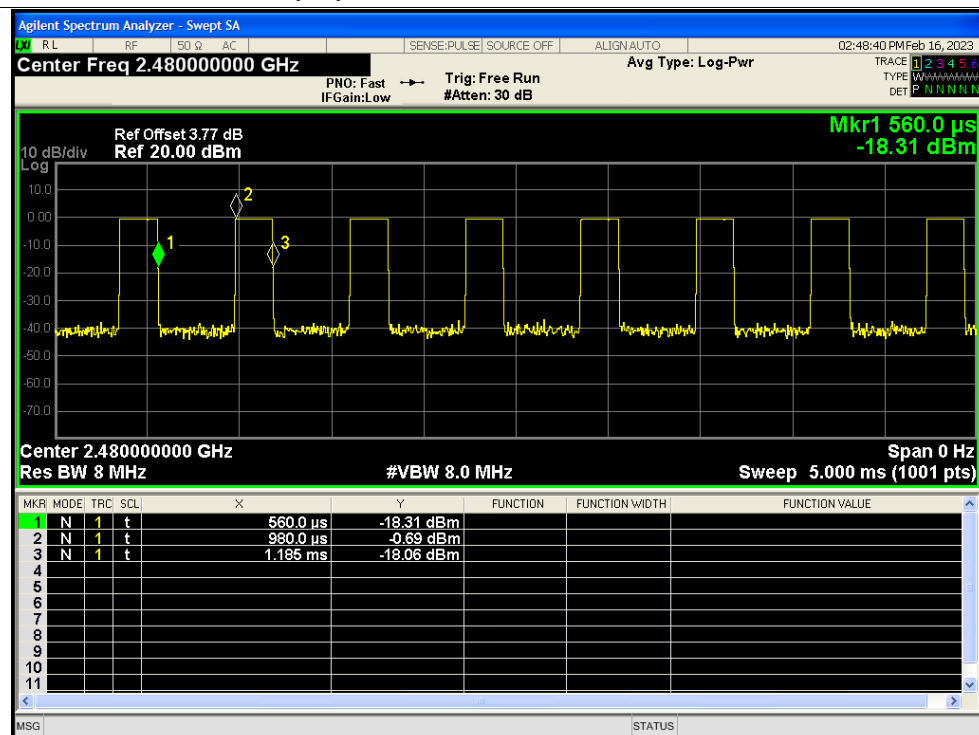 Agilent Spectrum Analyzer - Swept SA
LXI RL RF 50 Ω AC SENSE:PULSE SOURCE OFF ALIGN AUTO 02:48:40 PM Feb 16, 2023
Center Freq 2.480000000 GHz Avg Type: Log-Pwr TRACE 1 2 3 4 5 6
PNO: Fast Trig: Free Run TYPE W
IFGain:Low #Atten: 30 dB DET P N N N N N
Mkr1 560.0 µs
Ref Offset 3.77 dB
10 dB/div Ref 20.00 dBm -18.31 dBm
Log
10.0
0.00
-10.0
-20.0
-30.0
-40.0
-50.0
-60.0
-70.0
1
2
3
Center 2.480000000 GHz Span 0 Hz
Res BW 8 MHz #VBW 8.0 MHz Sweep 5.000 ms (1001 pts)
MKR MODE TRC SCL X Y FUNCTION FUNCTION WIDTH FUNCTION VALUE
1 N 1 t 560.0 µs -18.31 dBm
2 N 1 t 980.0 µs -0.69 dBm
3 N 1 t 1.185 ms -18.06 dBm
4
5
6
7
8
9
10
11
MSG STATUS